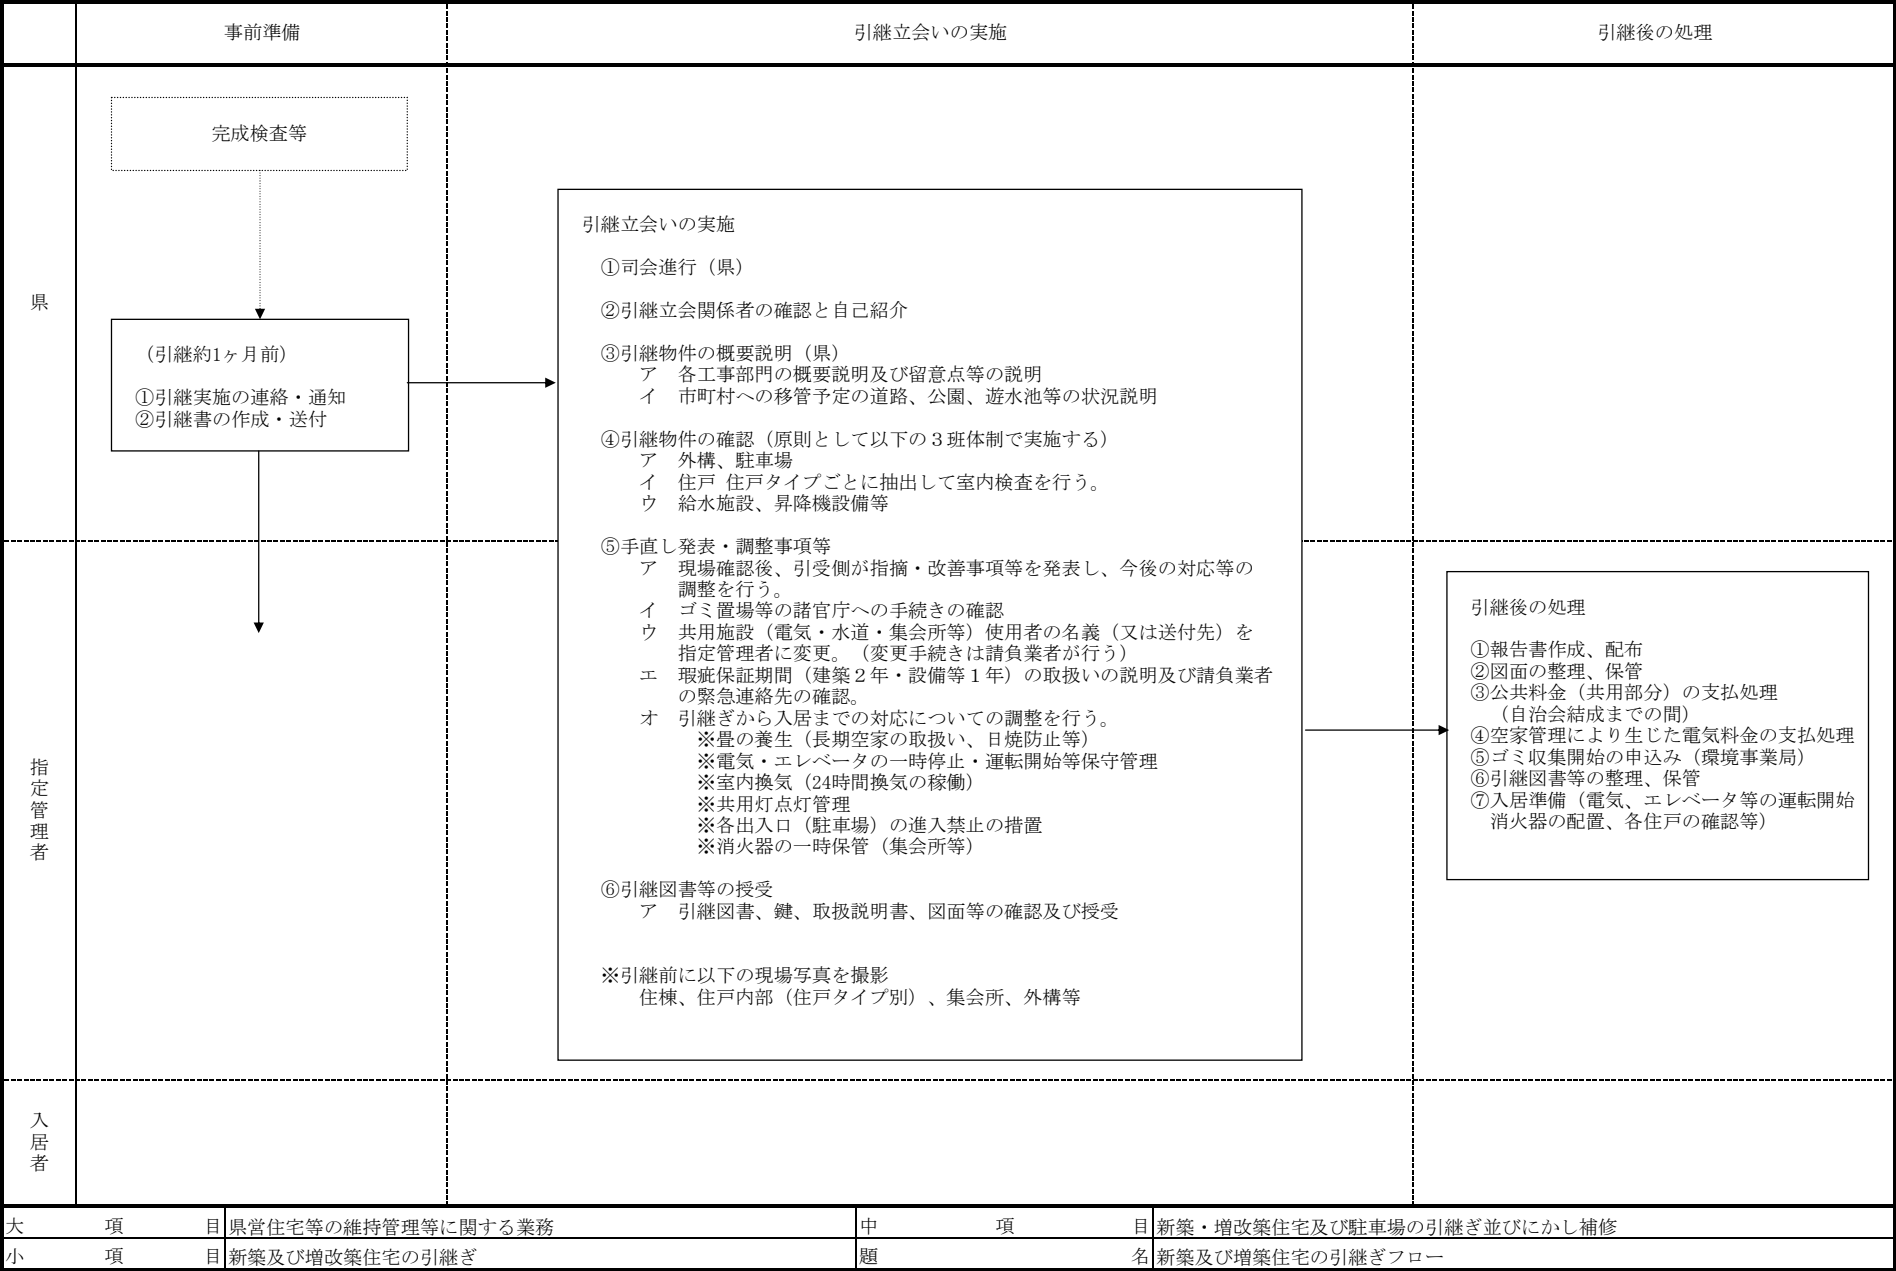 事前準備
引継立会いの実施
引継後の処理
県
完成検査等
（引継約1ヶ月前）
①引継実施の連絡・通知
②引継書の作成・送付
引継立会いの実施
①司会進行（県）
②引継立会関係者の確認と自己紹介
③引継物件の概要説明（県）
ア　各工事部門の概要説明及び留意点等の説明
イ　市町村への移管予定の道路、公園、遊水池等の状況説明
④引継物件の確認（原則として以下の３班体制で実施する）
ア　外構、駐車場
イ　住戸 住戸タイプごとに抽出して室内検査を行う。
ウ　給水施設、昇降機設備等
⑤手直し発表・調整事項等
ア　現場確認後、引受側が指摘・改善事項等を発表し、今後の対応等の
調整を行う。
イ　ゴミ置場等の諸官庁への手続きの確認
ウ　共用施設（電気・水道・集会所等）使用者の名義（又は送付先）を
指定管理者に変更。（変更手続きは請負業者が行う）
エ　瑕疵保証期間（建築２年・設備等１年）の取扱いの説明及び請負業者
の緊急連絡先の確認。
オ　引継ぎから入居までの対応についての調整を行う。
※畳の養生（長期空家の取扱い、日焼防止等）
※電気・エレベータの一時停止・運転開始等保守管理
※室内換気（24時間換気の稼働）
※共用灯点灯管理
※各出入口（駐車場）の進入禁止の措置
※消火器の一時保管（集会所等）
⑥引継図書等の授受
ア　引継図書、鍵、取扱説明書、図面等の確認及び授受
※引継前に以下の現場写真を撮影
住棟、住戸内部（住戸タイプ別）、集会所、外構等
指定管理者
引継後の処理
①報告書作成、配布
②図面の整理、保管
③公共料金（共用部分）の支払処理
（自治会結成までの間）
④空家管理により生じた電気料金の支払処理
⑤ゴミ収集開始の申込み（環境事業局）
⑥引継図書等の整理、保管
⑦入居準備（電気、エレベータ等の運転開始
消火器の配置、各住戸の確認等）
入居者
大　項　目 県営住宅等の維持管理等に関する業務 中　項　目 新築・増改築住宅及び駐車場の引継ぎ並びにかし補修
小　項　目 新築及び増改築住宅の引継ぎ 題　名 新築及び増築住宅の引継ぎフロー